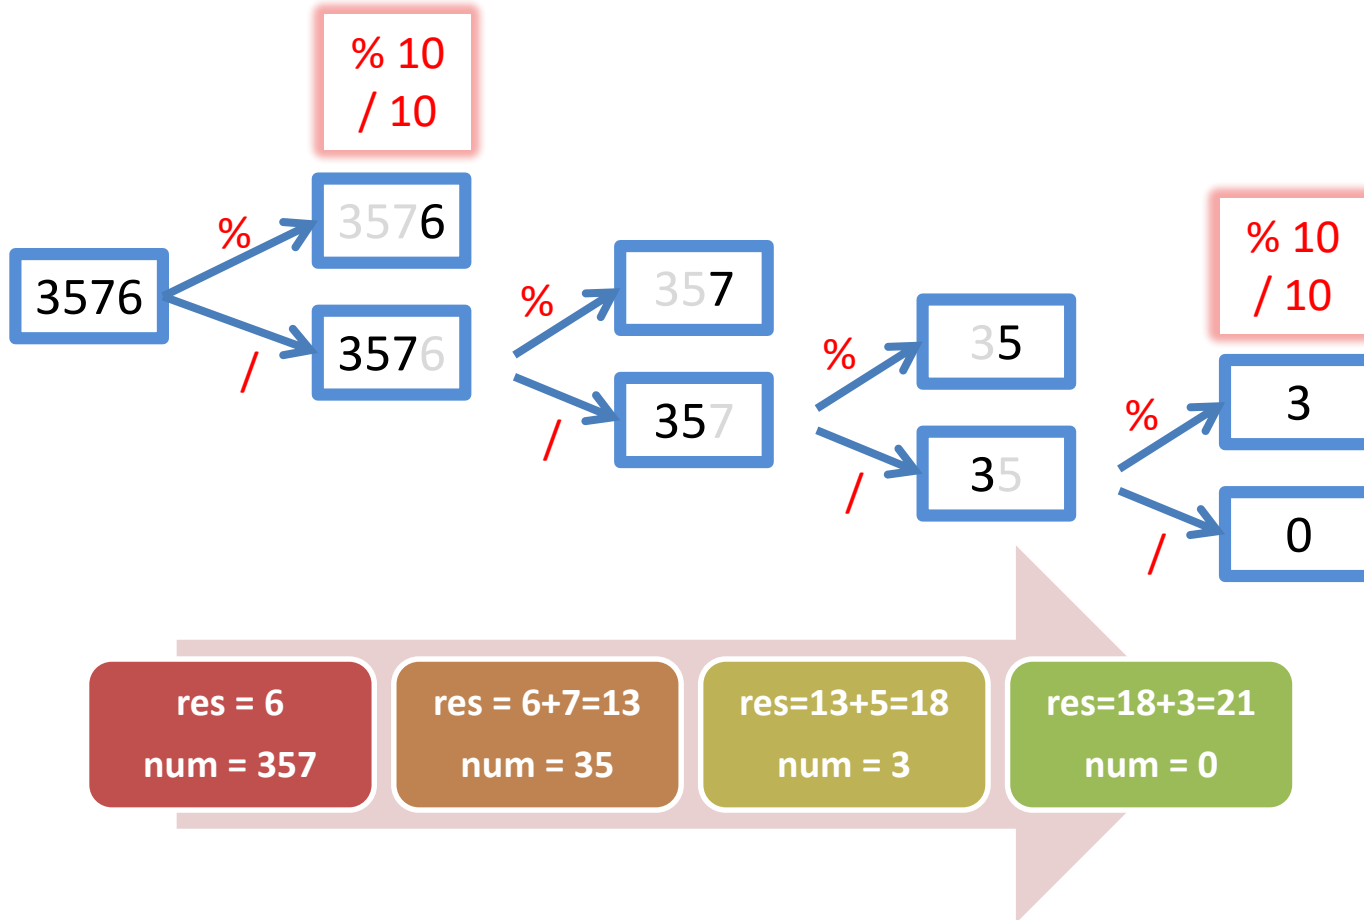 % 10
/ 10
3576
%
/
3576
3576
%
/
357
357
%
/
35
35
% 10
/ 10
%
/
3
0
res = 6
num = 357
res = 6+7=13
num = 35
res=13+5=18
num = 3
res=18+3=21
num = 0